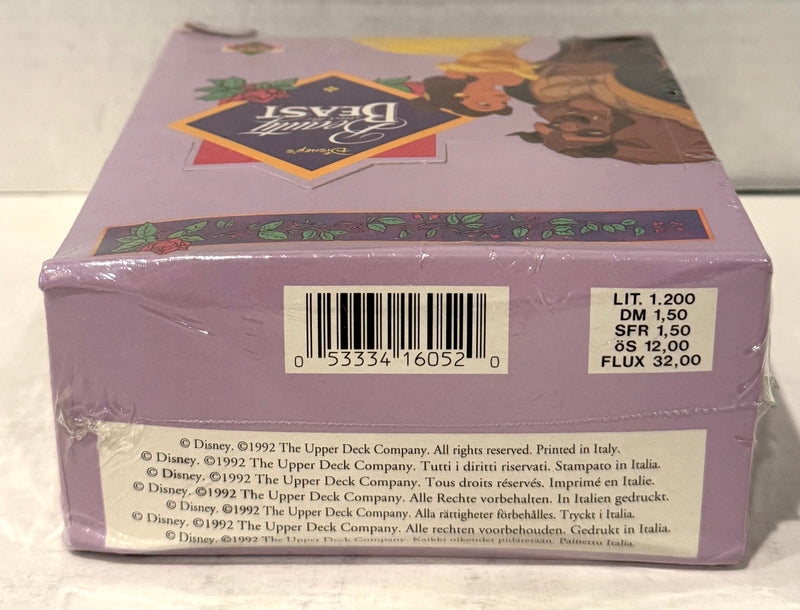 Disney's
Beauty
BEAST
0 53334 16052 0
LIT. 1.200
DM 1,50
SFR 1,50
öS 12,00
FLUX 32,00
© Disney. ©1992 The Upper Deck Company. All rights reserved. Printed in Italy.
© Disney. ©1992 The Upper Deck Company. Tutti i diritti riservati. Stampato in Italia.
© Disney. ©1992 The Upper Deck Company. Tous droits réservés. Imprimé en Italie.
© Disney. ©1992 The Upper Deck Company. Alle Rechte vorbehalten. In Italien gedruckt.
© Disney. ©1992 The Upper Deck Company. Alla rättigheter förbehålles. Tryckt i Italia.
© Disney. ©1992 The Upper Deck Company. Alle rechten voorbehouden. Gedrukt in Italia.
© Disney. ©1992 The Upper Deck Company. Kaikki oikeudet pidätetään. Painettu Italia.